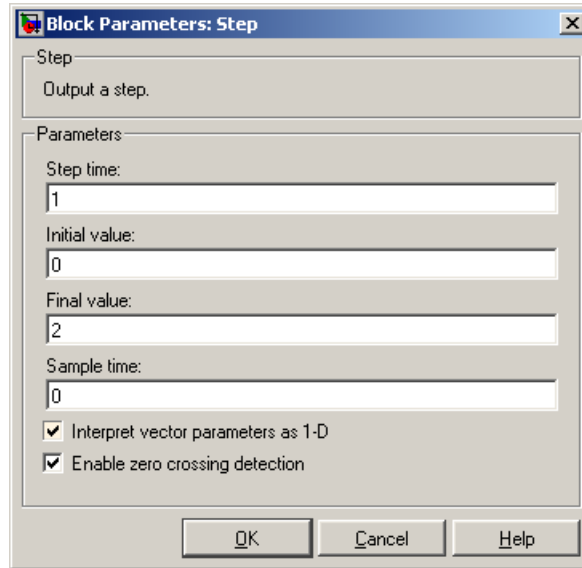 Block Parameters: Step
Step
Output a step.
Parameters
Step time:
1
Initial value:
0
Final value:
2
Sample time:
0
Interpret vector parameters as 1-D
Enable zero crossing detection
OK Cancel Help